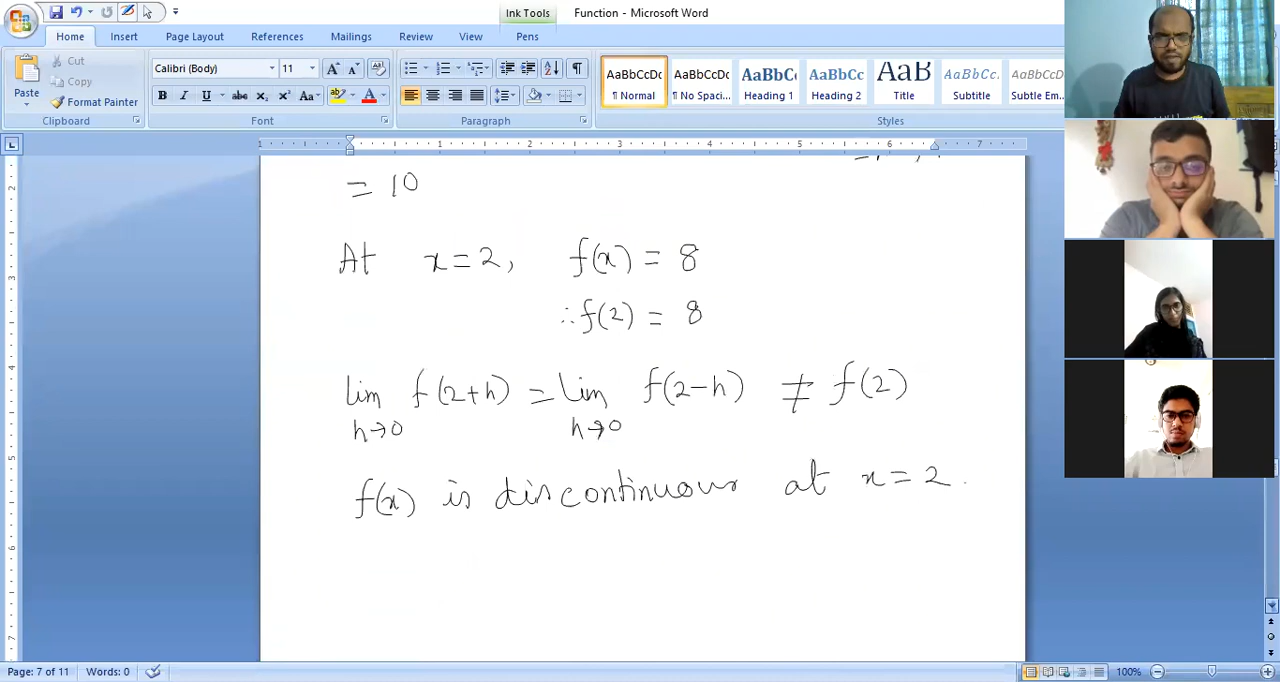 Ink Tools
Function - Microsoft Word
Home Insert Page Layout References Mailings Review View Pens
Paste
Cut
Copy
Format Painter
Clipboard
Calibri (Body) 11
Font
Paragraph
AaBbCcDc AaBbCcDc AaBbCc AaBbCc AaB AaBbCc. AaBbCcDc
¶ Normal ¶ No Spaci... Heading 1 Heading 2 Title Subtitle Subtle Em...
Styles
= 10
At x=2, f(x) = 8
∴ f(2) = 8
lim f(2+h) = lim f(2-h) ≠ f(2)
h→0 h→0
f(x) is discontinuous at x=2.
Page: 7 of 11 Words: 0 100%